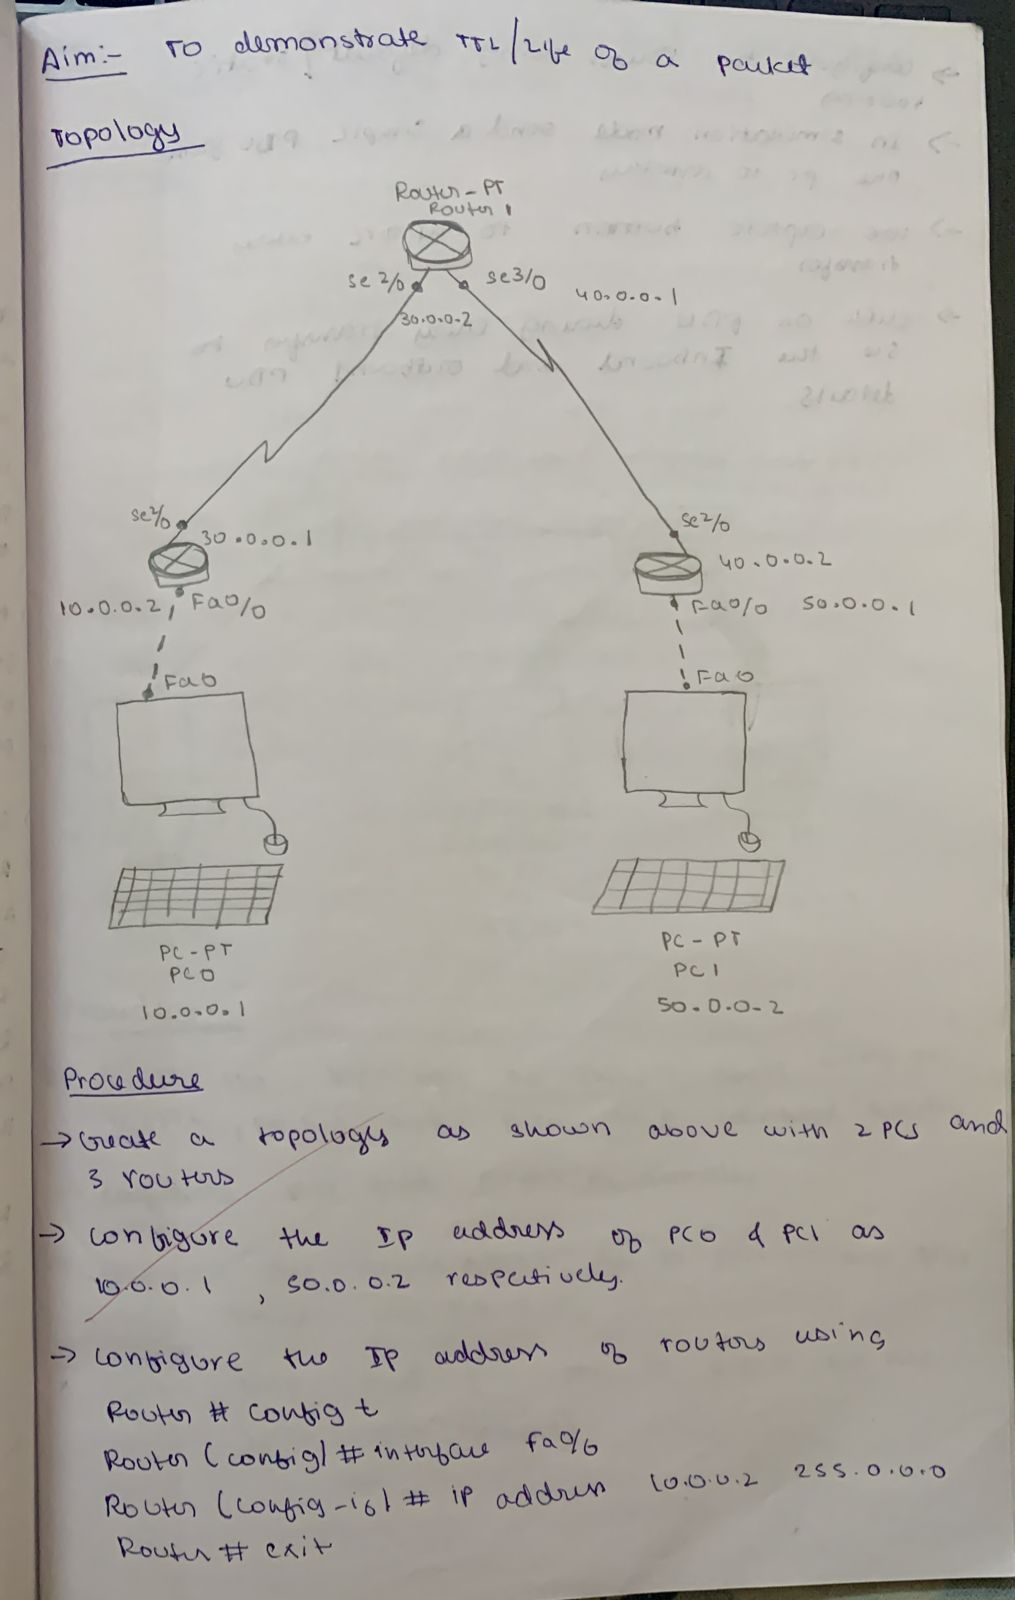 Aim:- To demonstrate TTL/Life of a packet
Topology
Router-PT
Router 1
se2/0
se3/0
40.0.0.1
30.0.0.2
se2/0
30.0.0.1
10.0.0.2
Fa0/0
Fa0
se2/0
40.0.0.2
Fa0/0
50.0.0.1
Fa0
PC-PT
PC0
10.0.0.1
PC-PT
PC1
50.0.0.2
Procedure
→ Create a topology as shown above with 2 PCs and
3 routers
→ Configure the IP address of PC0 & PC1 as
10.0.0.1 , 50.0.0.2 respectively.
→ Configure the IP address of routers using
Router # config t
Router (config) # interface fa0/0
Router (config-if) # ip address 10.0.0.2 255.0.0.0
Router # exit